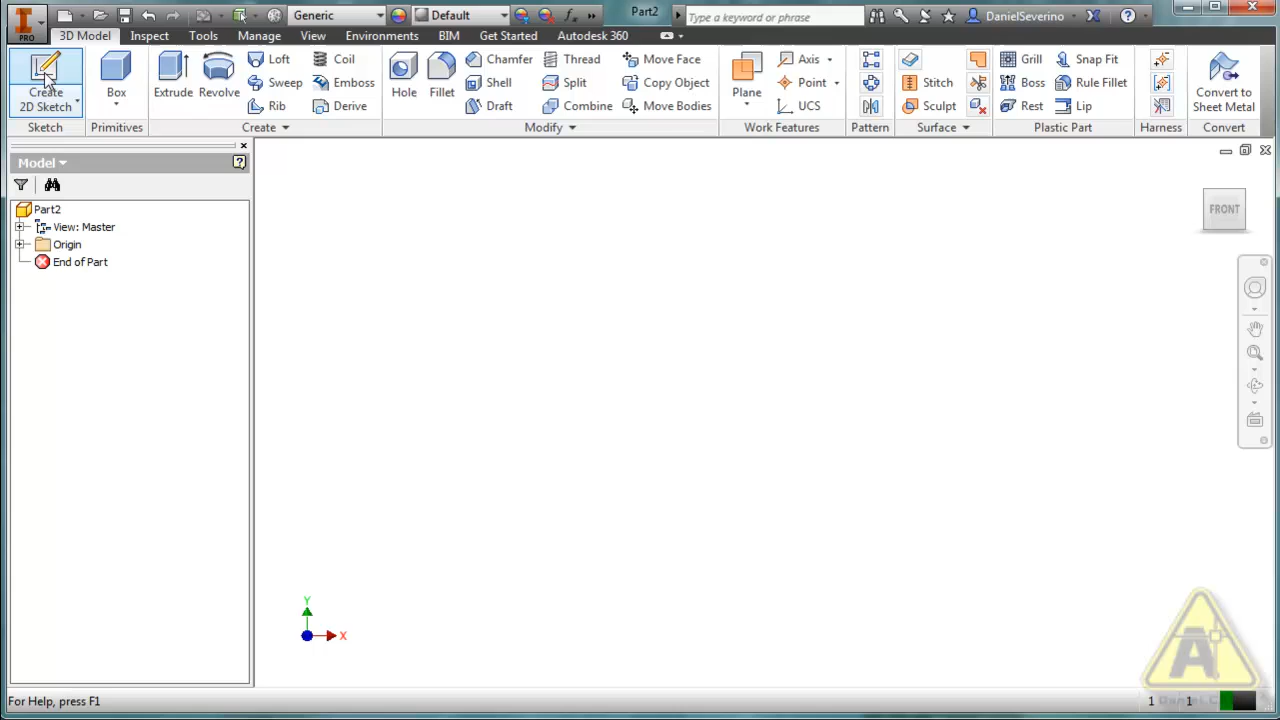 PRO
Generic
Default
Part2
Type a keyword or phrase
DanielSeverino
3D Model
Inspect
Tools
Manage
View
Environments
BIM
Get Started
Autodesk 360
Create
2D Sketch
Box
Extrude
Revolve
Loft
Sweep
Rib
Coil
Emboss
Derive
Hole
Fillet
Chamfer
Shell
Draft
Thread
Split
Combine
Move Face
Copy Object
Move Bodies
Plane
Axis
Point
UCS
Stitch
Sculpt
Grill
Boss
Rest
Snap Fit
Rule Fillet
Lip
Convert to
Sheet Metal
Sketch
Primitives
Create
Modify
Work Features
Pattern
Surface
Plastic Part
Harness
Convert
Model
Part2
View: Master
Origin
End of Part
FRONT
Y
X
For Help, press F1
1
1